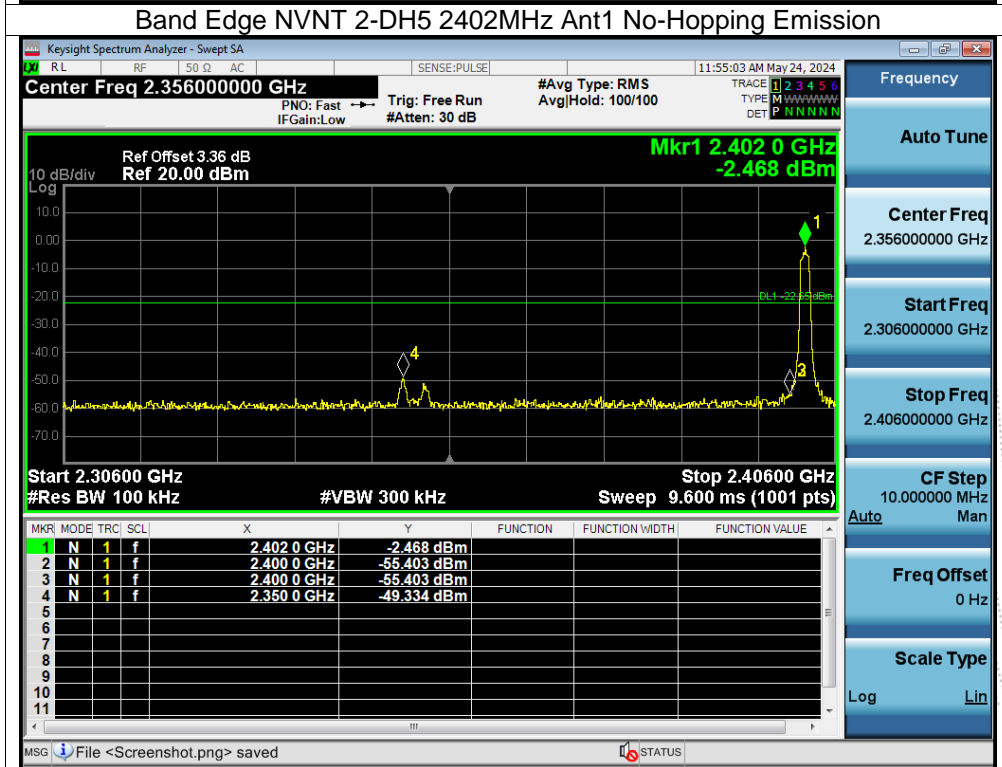 Band Edge NVNT 2-DH5 2402MHz Ant1 No-Hopping Emission
Keysight Spectrum Analyzer - Swept SA
LXI RL RF 50 Ω AC SENSE:PULSE 11:55:03 AM May 24, 2024
Center Freq 2.356000000 GHz #Avg Type: RMS TRACE 1 2 3 4 5 6
PNO: Fast Trig: Free Run Avg|Hold: 100/100 TYPE M WWWWW
IFGain:Low #Atten: 30 dB DET P N N N N N
Ref Offset 3.36 dB Mkr1 2.402 0 GHz
10 dB/div Ref 20.00 dBm -2.468 dBm
Log
10.0
1
0.00
-10.0
-20.0
DL1 -22.65 dBm
-30.0
-40.0
4
-50.0
3
-60.0
-70.0
Start 2.30600 GHz Stop 2.40600 GHz
#Res BW 100 kHz #VBW 300 kHz Sweep 9.600 ms (1001 pts)
MKR MODE TRC SCL X Y FUNCTION FUNCTION WIDTH FUNCTION VALUE
1 N 1 f 2.402 0 GHz -2.468 dBm
2 N 1 f 2.400 0 GHz -55.403 dBm
3 N 1 f 2.400 0 GHz -55.403 dBm
4 N 1 f 2.350 0 GHz -49.334 dBm
5
6
7
8
9
10
11
MSG File <Screenshot.png> saved STATUS
Frequency
Auto Tune
Center Freq
2.356000000 GHz
Start Freq
2.306000000 GHz
Stop Freq
2.406000000 GHz
CF Step
10.000000 MHz
Auto Man
Freq Offset
0 Hz
Scale Type
Log Lin